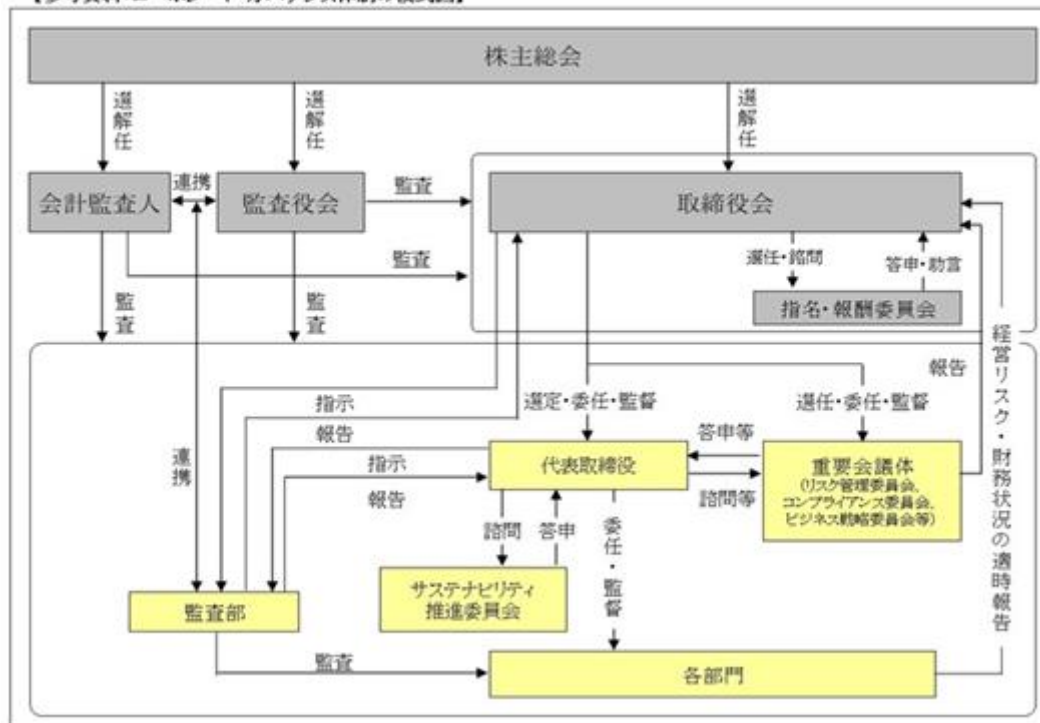 株主総会
選解任
選解任
選解任
会計監査人
連携
監査役会
監査
取締役会
監査
選任・諮問
答申・助言
指名・報酬委員会
監査
監査
報告
経営リスク・財務状況の適時報告
指示
報告
選定・委任・監督
選任・委任・監督
連携
指示
報告
代表取締役
答申等
諮問等
重要会議体
(リスク管理委員会、
コンプライアンス委員会、
ビジネス戦略委員会等)
諮問
答申
委任・監督
サステナビリティ
推進委員会
監査部
監査
各部門